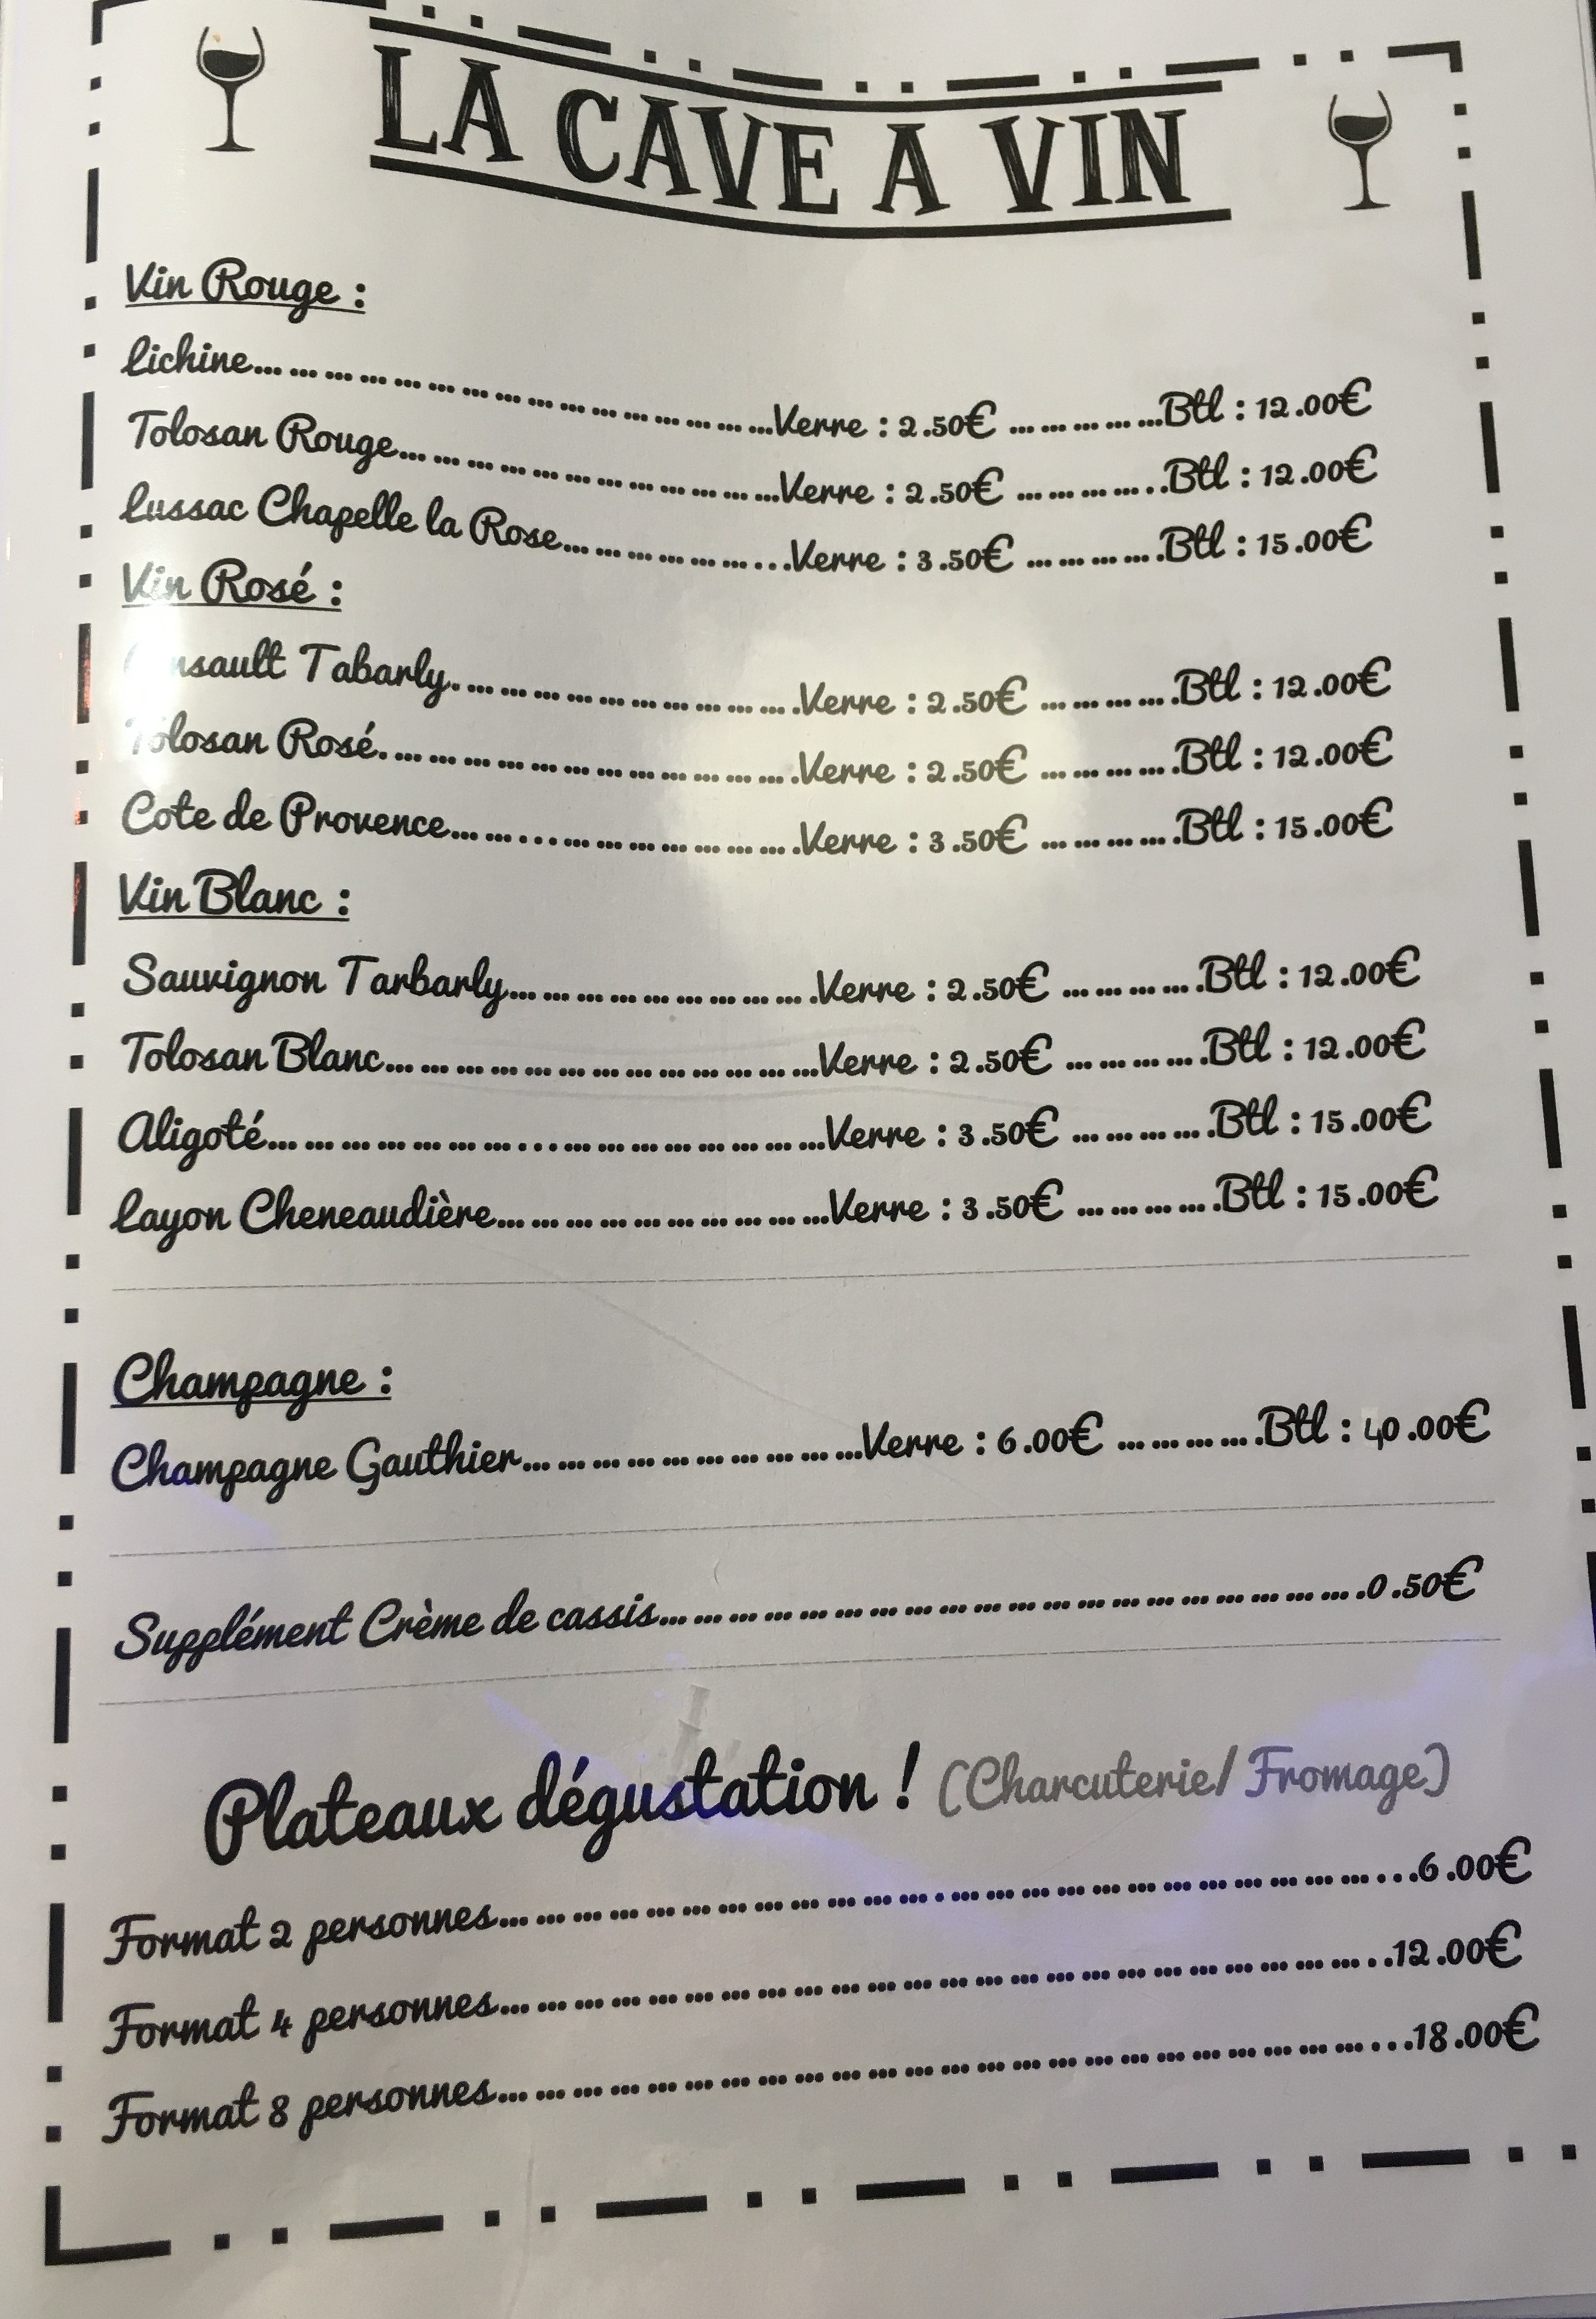 LA CAVE A VIN
Vin Rouge :
Lichine.......................................Verre : 2.50€ ...............Btl : 12.00€
Tolosan Rouge.................................Verre : 2.50€ ...............Btl : 12.00€
Lussac Chapelle la Rose.....................Verre : 3.50€ .............Btl : 15.00€
Vin Rosé :
Tabarly...............................Verre : 2.50€ .............Btl : 12.00€
Tolosan Rosé..................................Verre : 2.50€ .............Btl : 12.00€
Cote de Provence..............................Verre : 3.50€ .............Btl : 15.00€
Vin Blanc :
Sauvignon Tarbarly............................Verre : 2.50€ .............Btl : 12.00€
Tolosan Blanc.................................Verre : 2.50€ .............Btl : 12.00€
Aligoté.......................................Verre : 3.50€ .............Btl : 15.00€
Layon Cheneaudière............................Verre : 3.50€ .............Btl : 15.00€
Champagne :
Champagne Gauthier............................Verre : 6.00€ .............Btl : 40.00€
Supplément Crème de cassis..............................................0.50€
Plateaux dégustation ! (Charcuterie/ Fromage)
Format 2 personnes......................................................6.00€
Format 4 personnes......................................................12.00€
Format 8 personnes......................................................18.00€